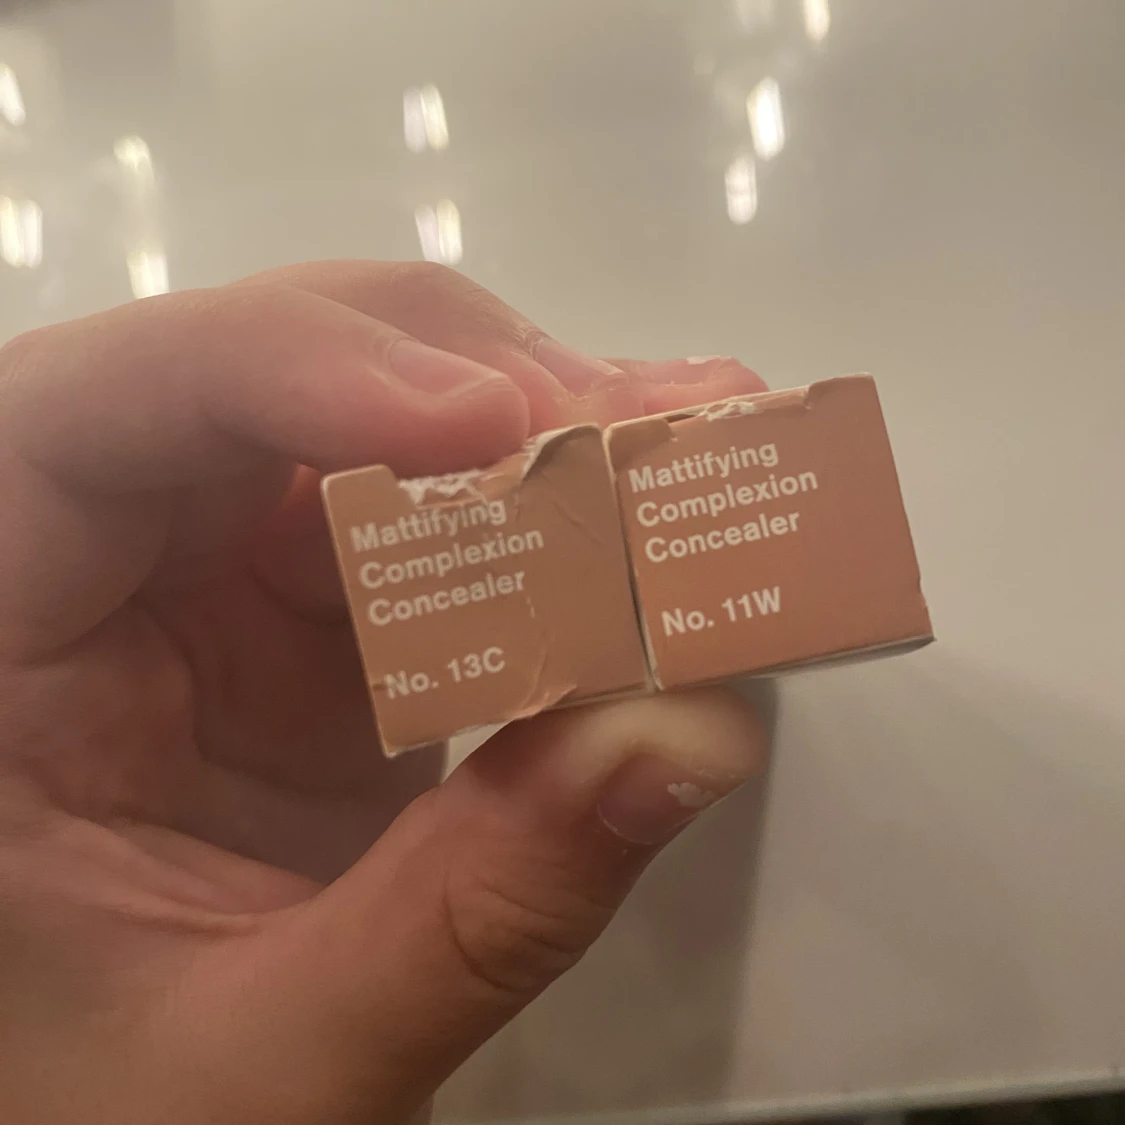 Mattifying
Complexion
Concealer
No. 13C
Mattifying
Complexion
Concealer
No. 11W